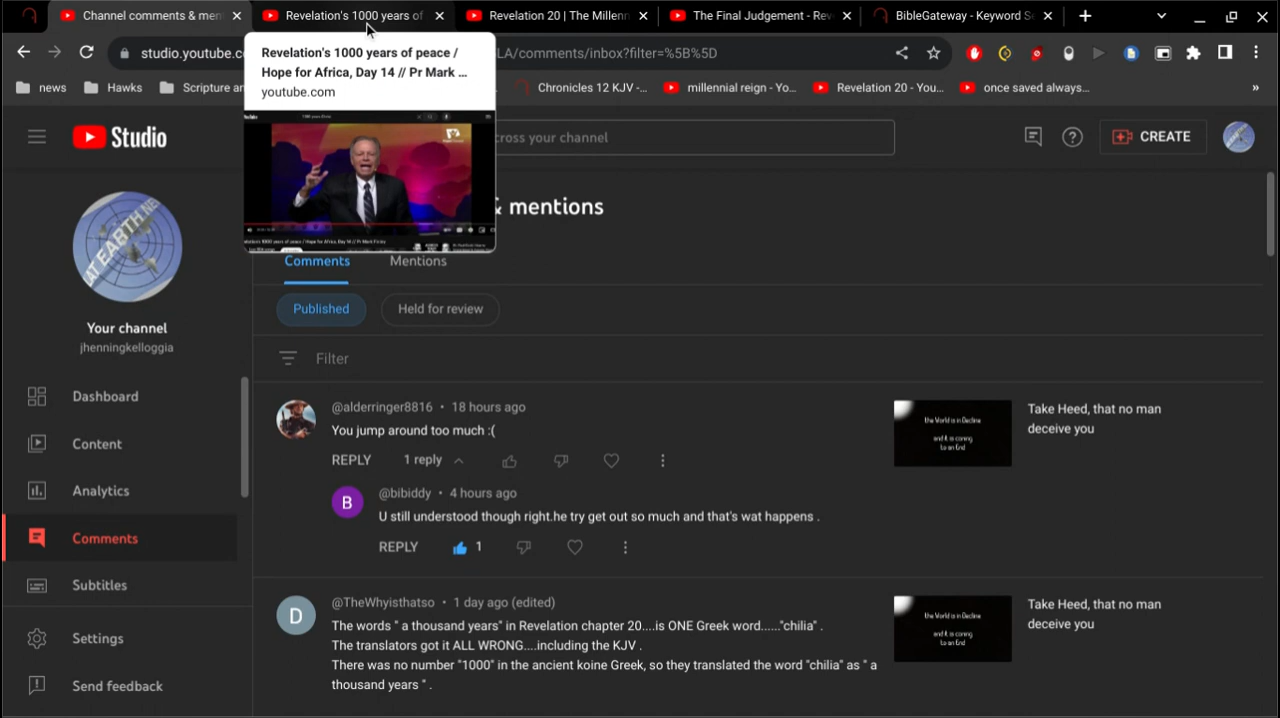 Channel comments & men
Revelation's 1000 years of
Revelation 20 | The Millenn
The Final Judgement - Rev
BibleGateway - Keyword S
studio.youtube.c
LA/comments/inbox?filter=%5B%5D
Revelation's 1000 years of peace /
Hope for Africa, Day 14 // Pr Mark ...
youtube.com
news
Hawks
Scripture an
Chronicles 12 KJV -...
millennial reign - Yo...
Revelation 20 - You...
once saved always...
»
Studio
cross your channel
CREATE
& mentions
Comments
Mentions
Published
Held for review
Filter
Your channel
jhenningkelloggia
Dashboard
Content
Analytics
Comments
Subtitles
Settings
Send feedback
@alderringer8816 • 18 hours ago
You jump around too much :(
REPLY
1 reply
B
@bibiddy • 4 hours ago
U still understood though right.he try get out so much and that's wat happens .
REPLY
1
D
@TheWhyisthatso • 1 day ago (edited)
The words " a thousand years" in Revelation chapter 20....is ONE Greek word......"chilia" .
The translators got it ALL WRONG....including the KJV .
There was no number "1000" in the ancient koine Greek, so they translated the word "chilia" as " a
thousand years " .
the World is in Decline
and it is coming
to an End
Take Heed, that no man
deceive you
the World is in Decline
and it is coming
to an End
Take Heed, that no man
deceive you